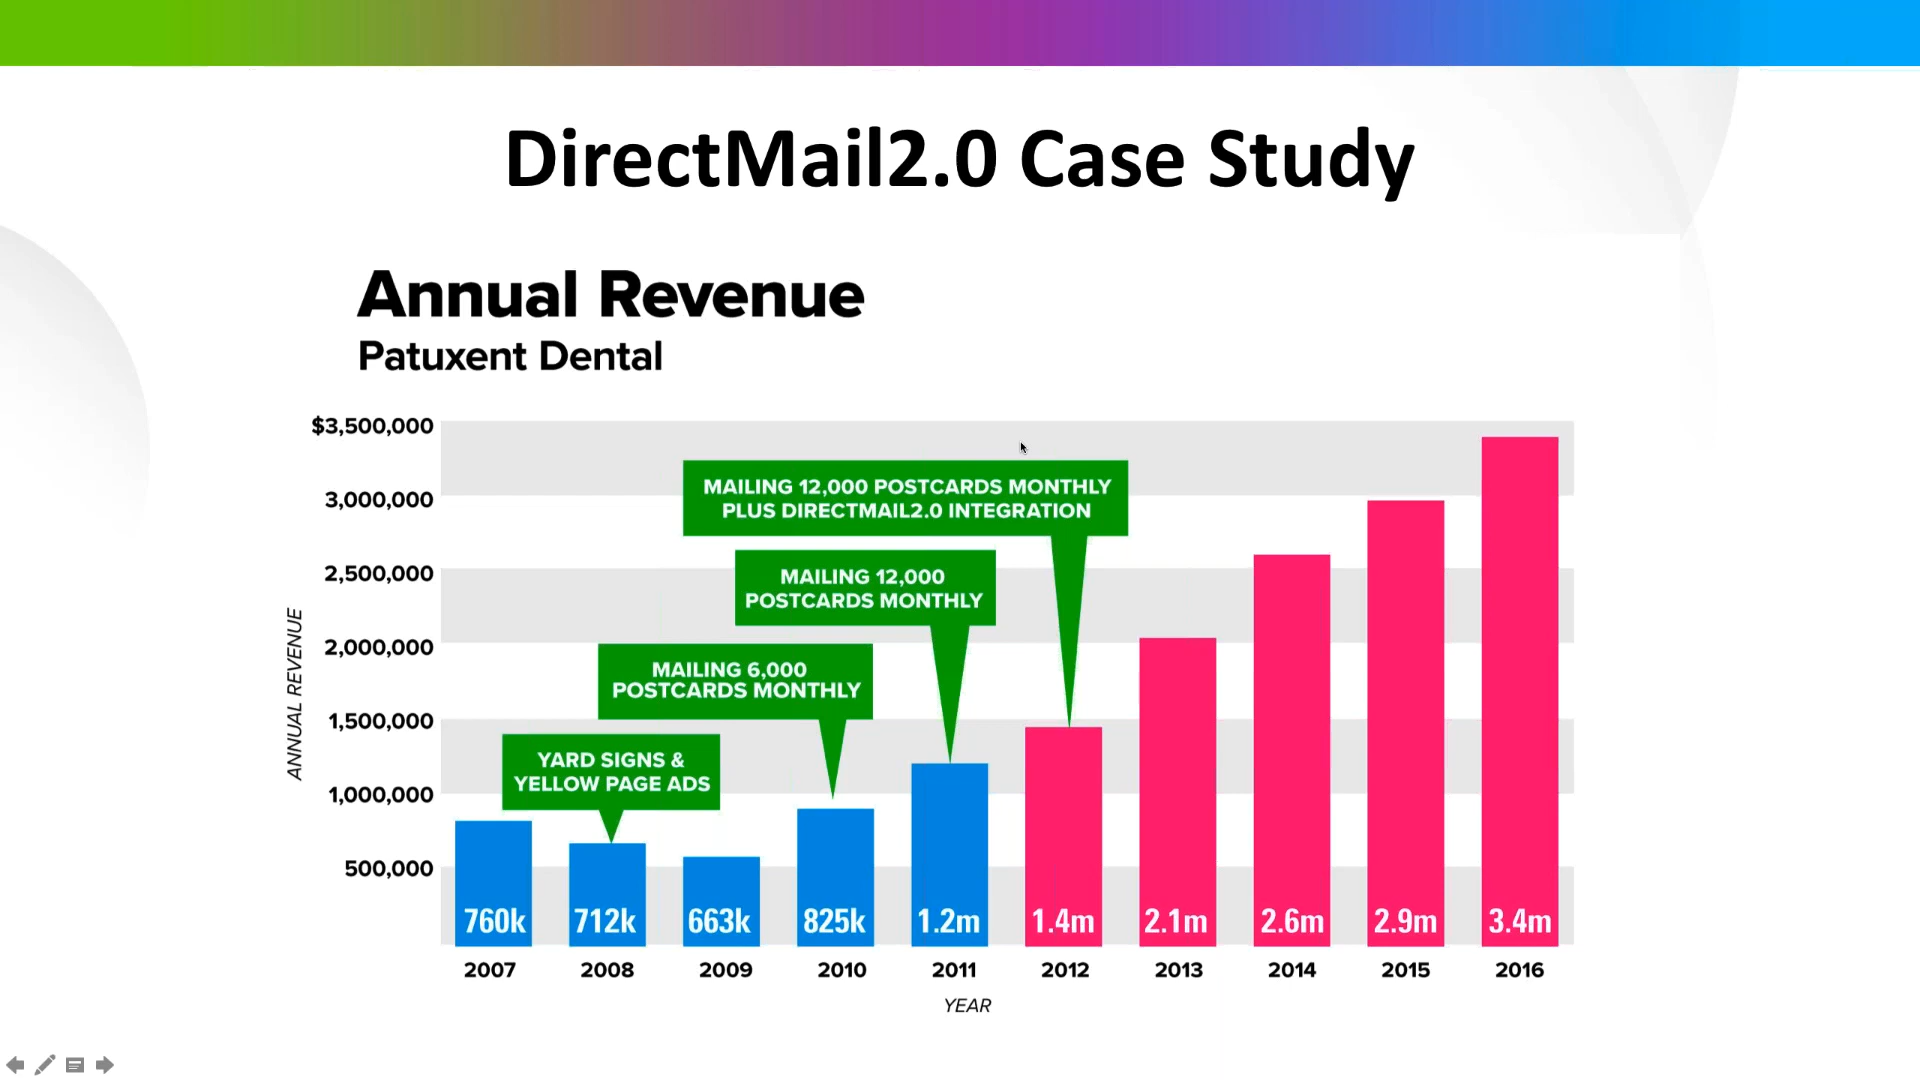 DirectMail2.0 Case Study
Annual Revenue
Patuxent Dental
$3,500,000
3,000,000
2,500,000
2,000,000
1,500,000
1,000,000
500,000
ANNUAL REVENUE
MAILING 12,000 POSTCARDS MONTHLY
PLUS DIRECTMAIL2.0 INTEGRATION
MAILING 12,000
POSTCARDS MONTHLY
MAILING 6,000
POSTCARDS MONTHLY
YARD SIGNS &
YELLOW PAGE ADS
760k 712k 663k 825k 1.2m 1.4m 2.1m 2.6m 2.9m 3.4m
2007 2008 2009 2010 2011 2012 2013 2014 2015 2016
YEAR